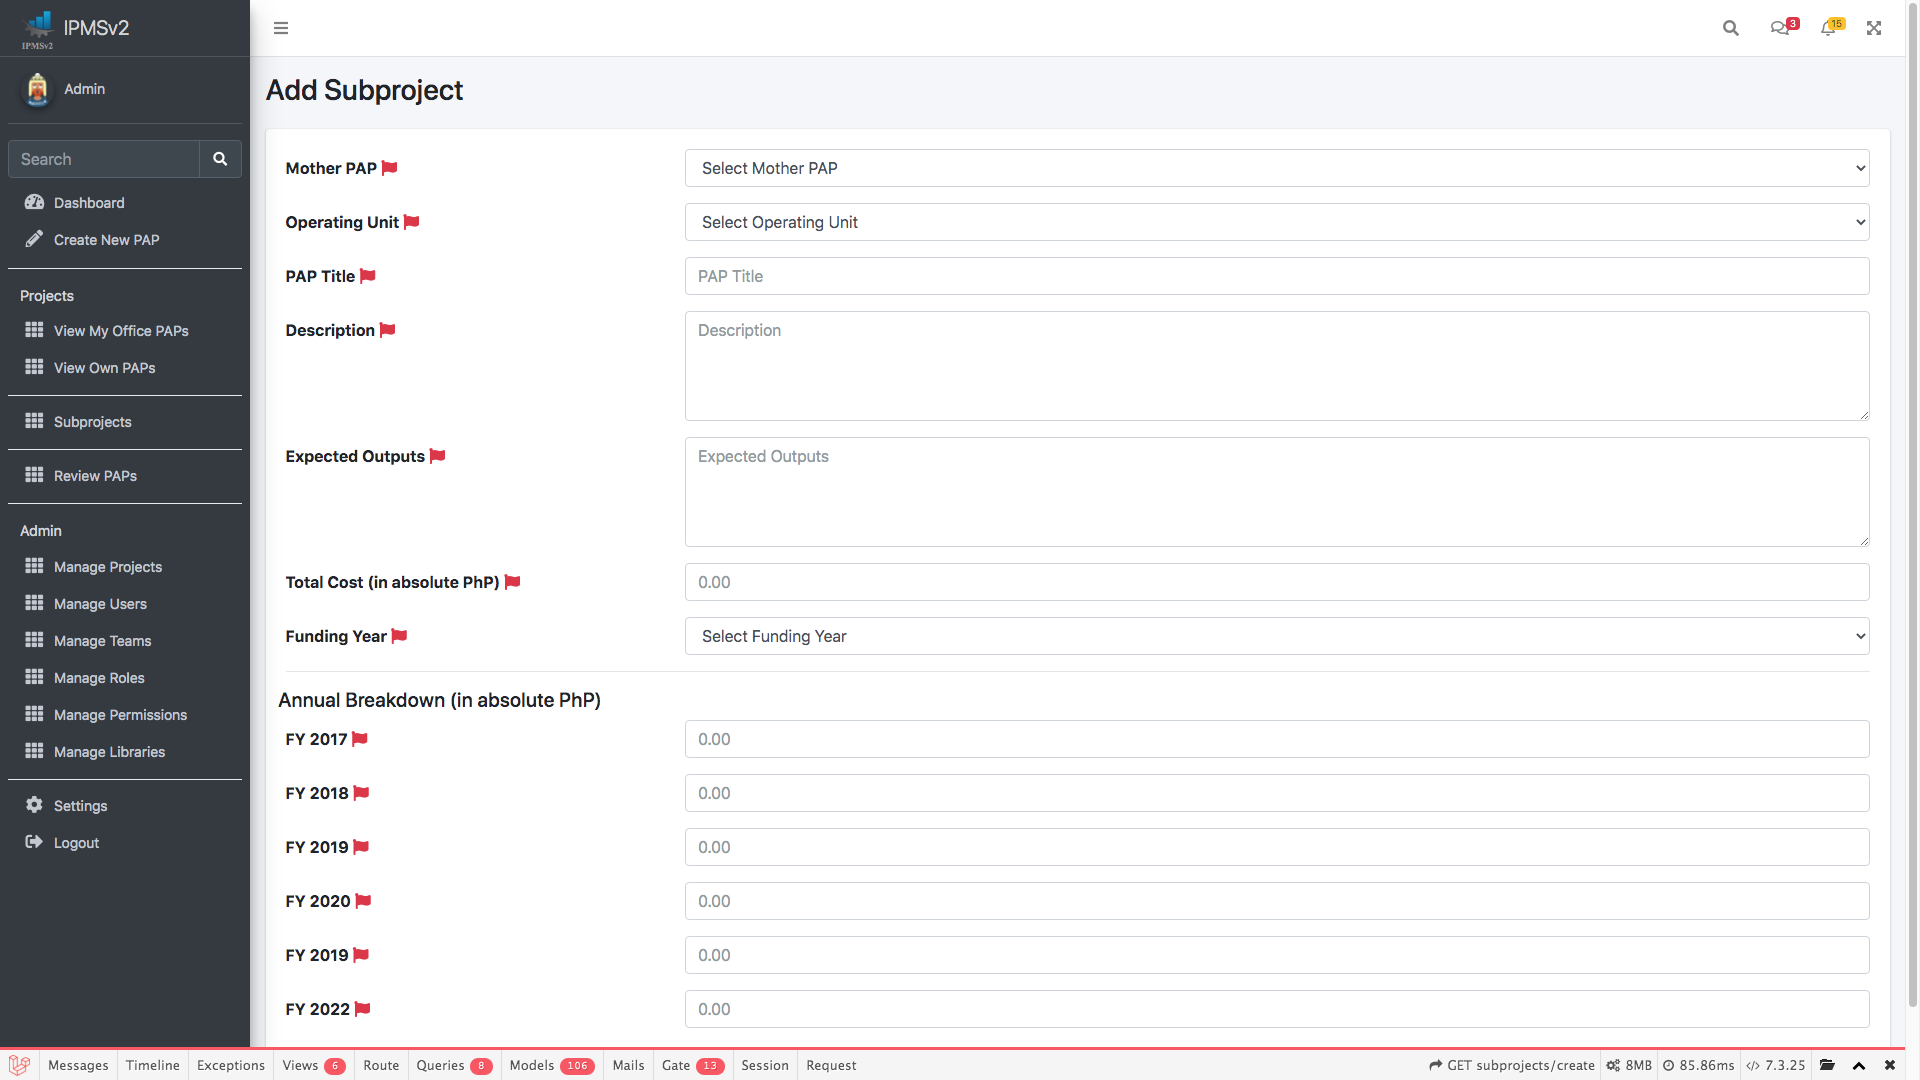 IPMSv2
IPMSv2
Admin
Search
Dashboard
Create New PAP
Projects
View My Office PAPs
View Own PAPs
Subprojects
Review PAPs
Admin
Manage Projects
Manage Users
Manage Teams
Manage Roles
Manage Permissions
Manage Libraries
Settings
Logout
3
15
Add Subproject
Mother PAP
Select Mother PAP
Operating Unit
Select Operating Unit
PAP Title
PAP Title
Description
Description
Expected Outputs
Expected Outputs
Total Cost (in absolute PhP)
0.00
Funding Year
Select Funding Year
Annual Breakdown (in absolute PhP)
FY 2017
0.00
FY 2018
0.00
FY 2019
0.00
FY 2020
0.00
FY 2019
0.00
FY 2022
0.00
Messages Timeline Exceptions Views 6 Route Queries 8 Models 106 Mails Gate 13 Session Request GET subprojects/create 8MB 85.86ms 7.3.25